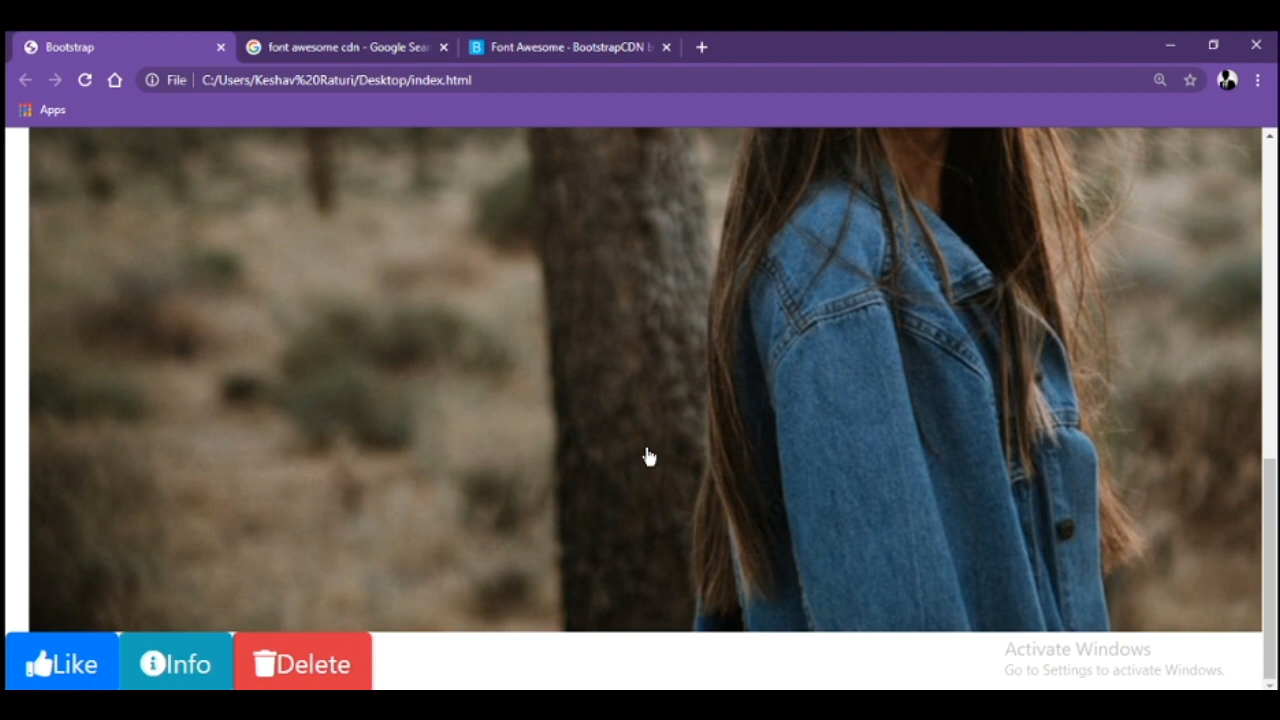 Bootstrap
font awesome cdn - Google Sear
Font Awesome · BootstrapCDN b
File
C:/Users/Keshav%20Raturi/Desktop/index.html
Apps
Like
Info
Delete
Activate Windows
Go to Settings to activate Windows.